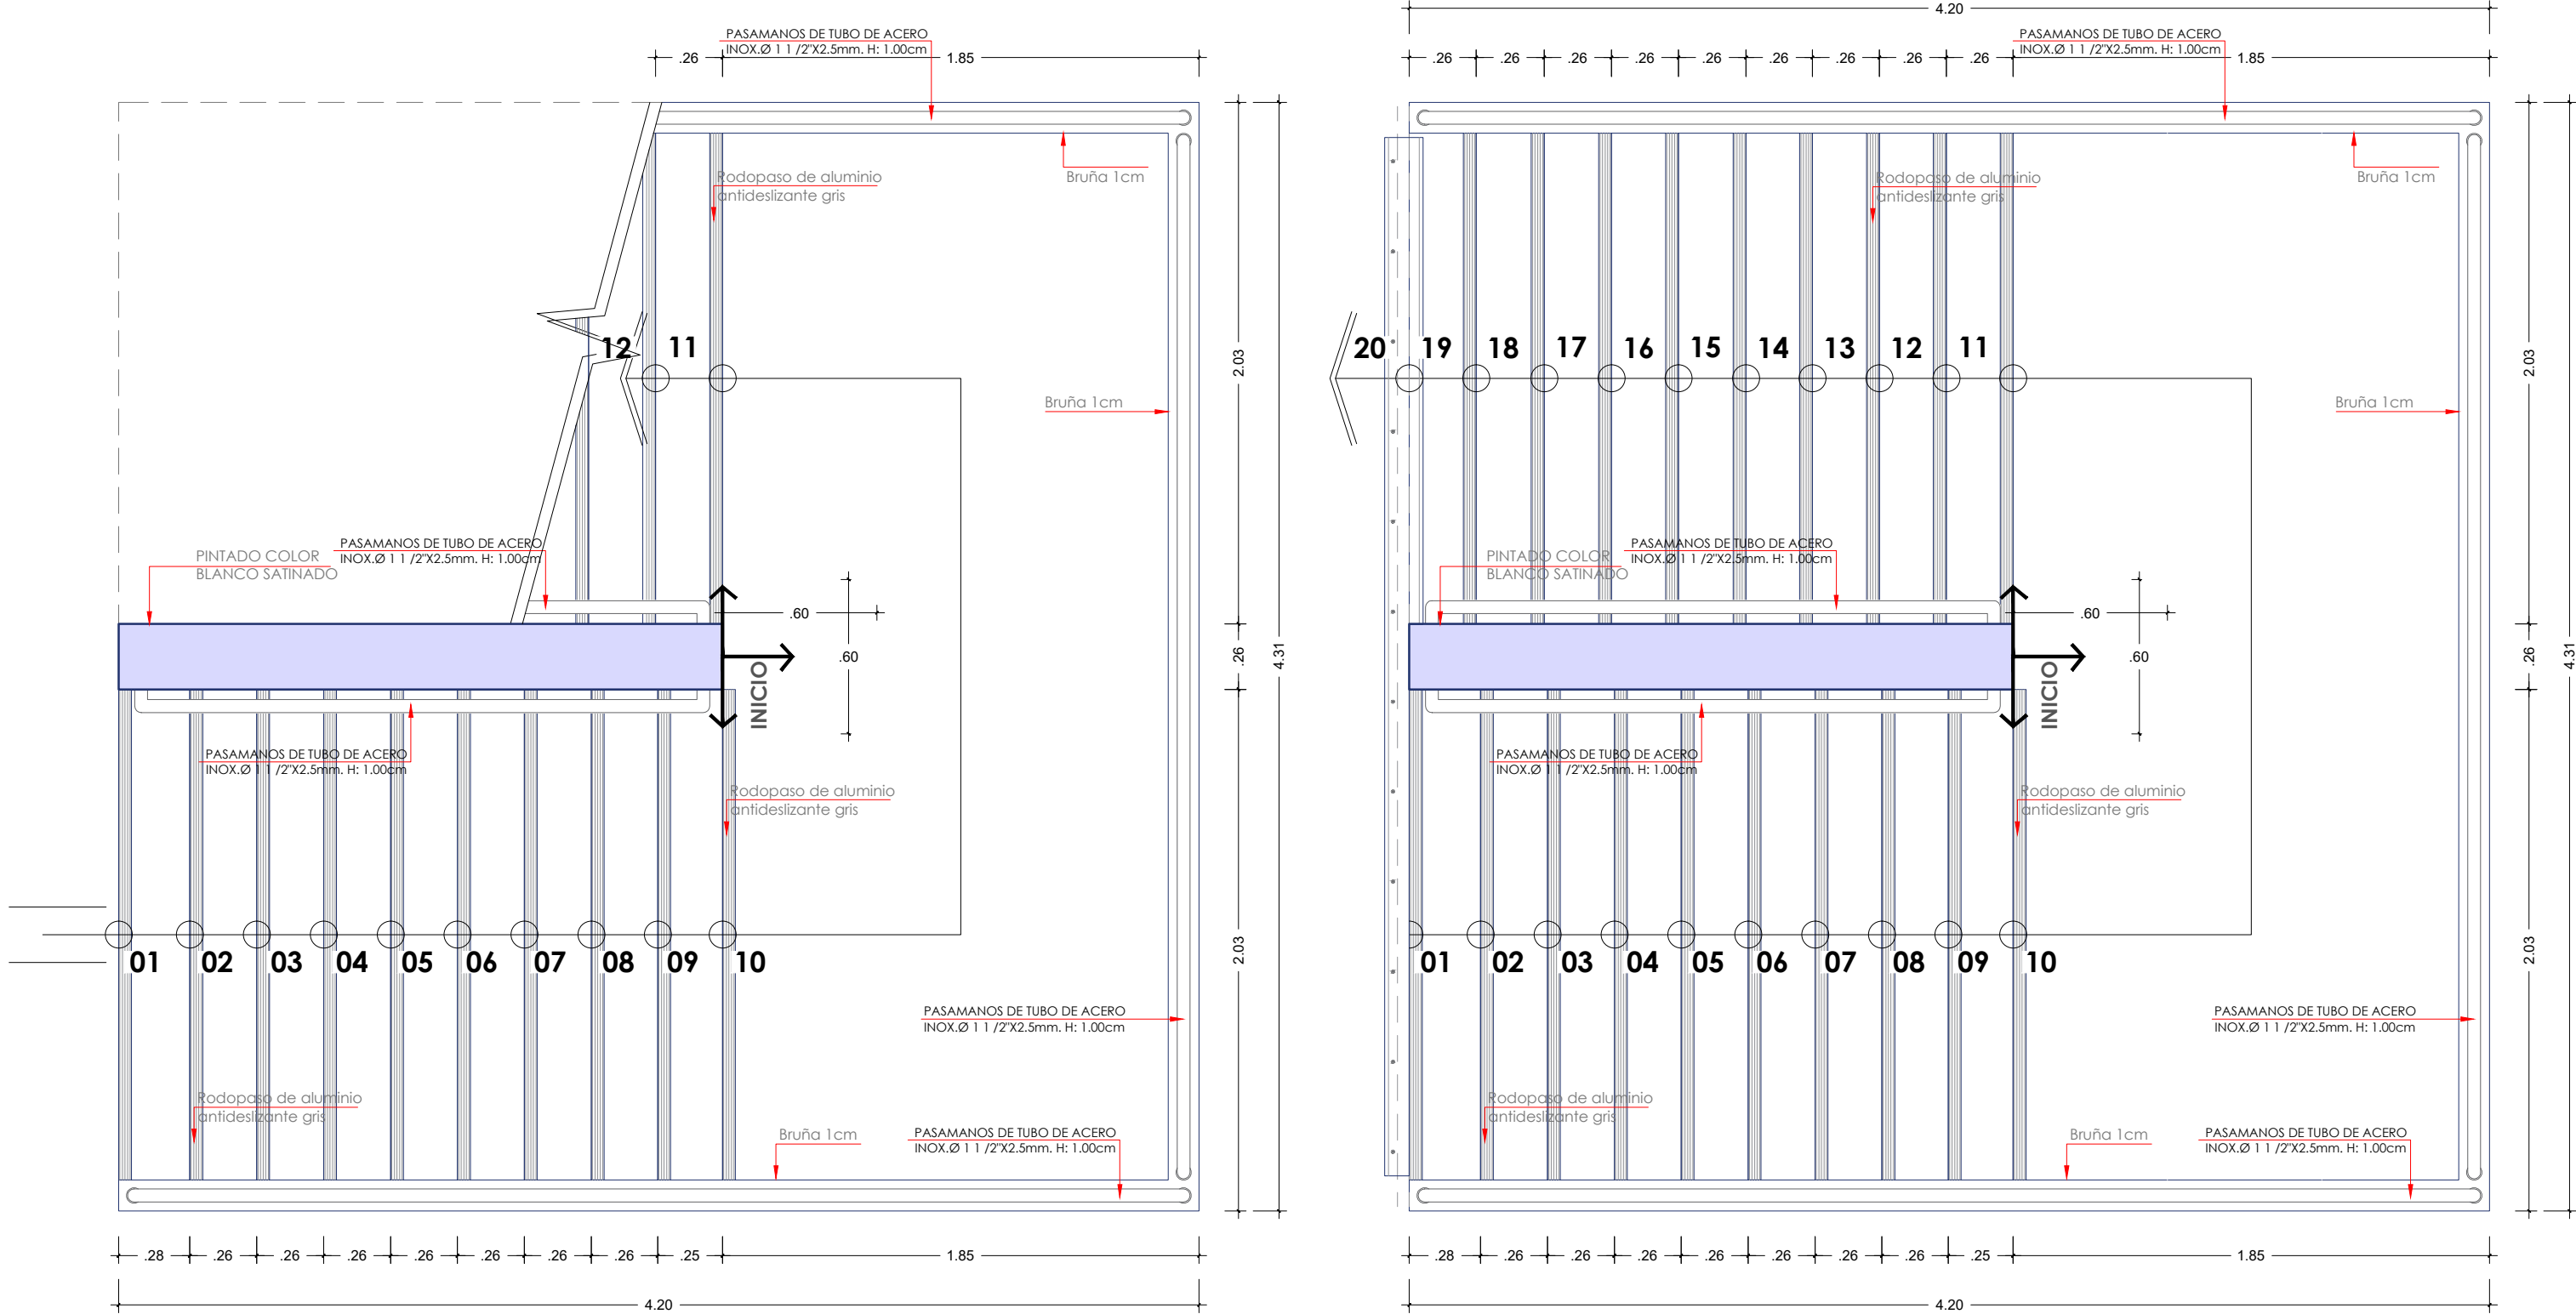 PASAMANOS DE TUBO DE ACERO
INOX.Ø 1 1 /2"X2.5mm. H: 1.00cm
.26
1.85
Rodopaso de aluminio
antideslizante gris
Bruña 1cm
12
11
2.03
4.31
Bruña 1cm
PINTADO COLOR
BLANCO SATINADO
PASAMANOS DE TUBO DE ACERO
INOX.Ø 1 1 /2"X2.5mm. H: 1.00cm
.60
.60
INICIO
.26
PASAMANOS DE TUBO DE ACERO
INOX.Ø 1 1 /2"X2.5mm. H: 1.00cm
Rodopaso de aluminio
antideslizante gris
01 02 03 04 05 06 07 08 09 10
2.03
PASAMANOS DE TUBO DE ACERO
INOX.Ø 1 1 /2"X2.5mm. H: 1.00cm
Rodopaso de aluminio
antideslizante gris
Bruña 1cm
PASAMANOS DE TUBO DE ACERO
INOX.Ø 1 1 /2"X2.5mm. H: 1.00cm
.28 .26 .26 .26 .26 .26 .26 .26 .25 1.85
4.20
4.20
PASAMANOS DE TUBO DE ACERO
INOX.Ø 1 1 /2"X2.5mm. H: 1.00cm
.26 .26 .26 .26 .26 .26 .26 .26 .26 1.85
Rodopaso de aluminio
antideslizante gris
Bruña 1cm
20 19 18 17 16 15 14 13 12 11
2.03
4.31
Bruña 1cm
PINTADO COLOR
BLANCO SATINADO
PASAMANOS DE TUBO DE ACERO
INOX.Ø 1 1 /2"X2.5mm. H: 1.00cm
.60
.60
INICIO
.26
PASAMANOS DE TUBO DE ACERO
INOX.Ø 1 1 /2"X2.5mm. H: 1.00cm
Rodopaso de aluminio
antideslizante gris
01 02 03 04 05 06 07 08 09 10
2.03
PASAMANOS DE TUBO DE ACERO
INOX.Ø 1 1 /2"X2.5mm. H: 1.00cm
Rodopaso de aluminio
antideslizante gris
Bruña 1cm
PASAMANOS DE TUBO DE ACERO
INOX.Ø 1 1 /2"X2.5mm. H: 1.00cm
.28 .26 .26 .26 .26 .26 .26 .26 .25 1.85
4.20